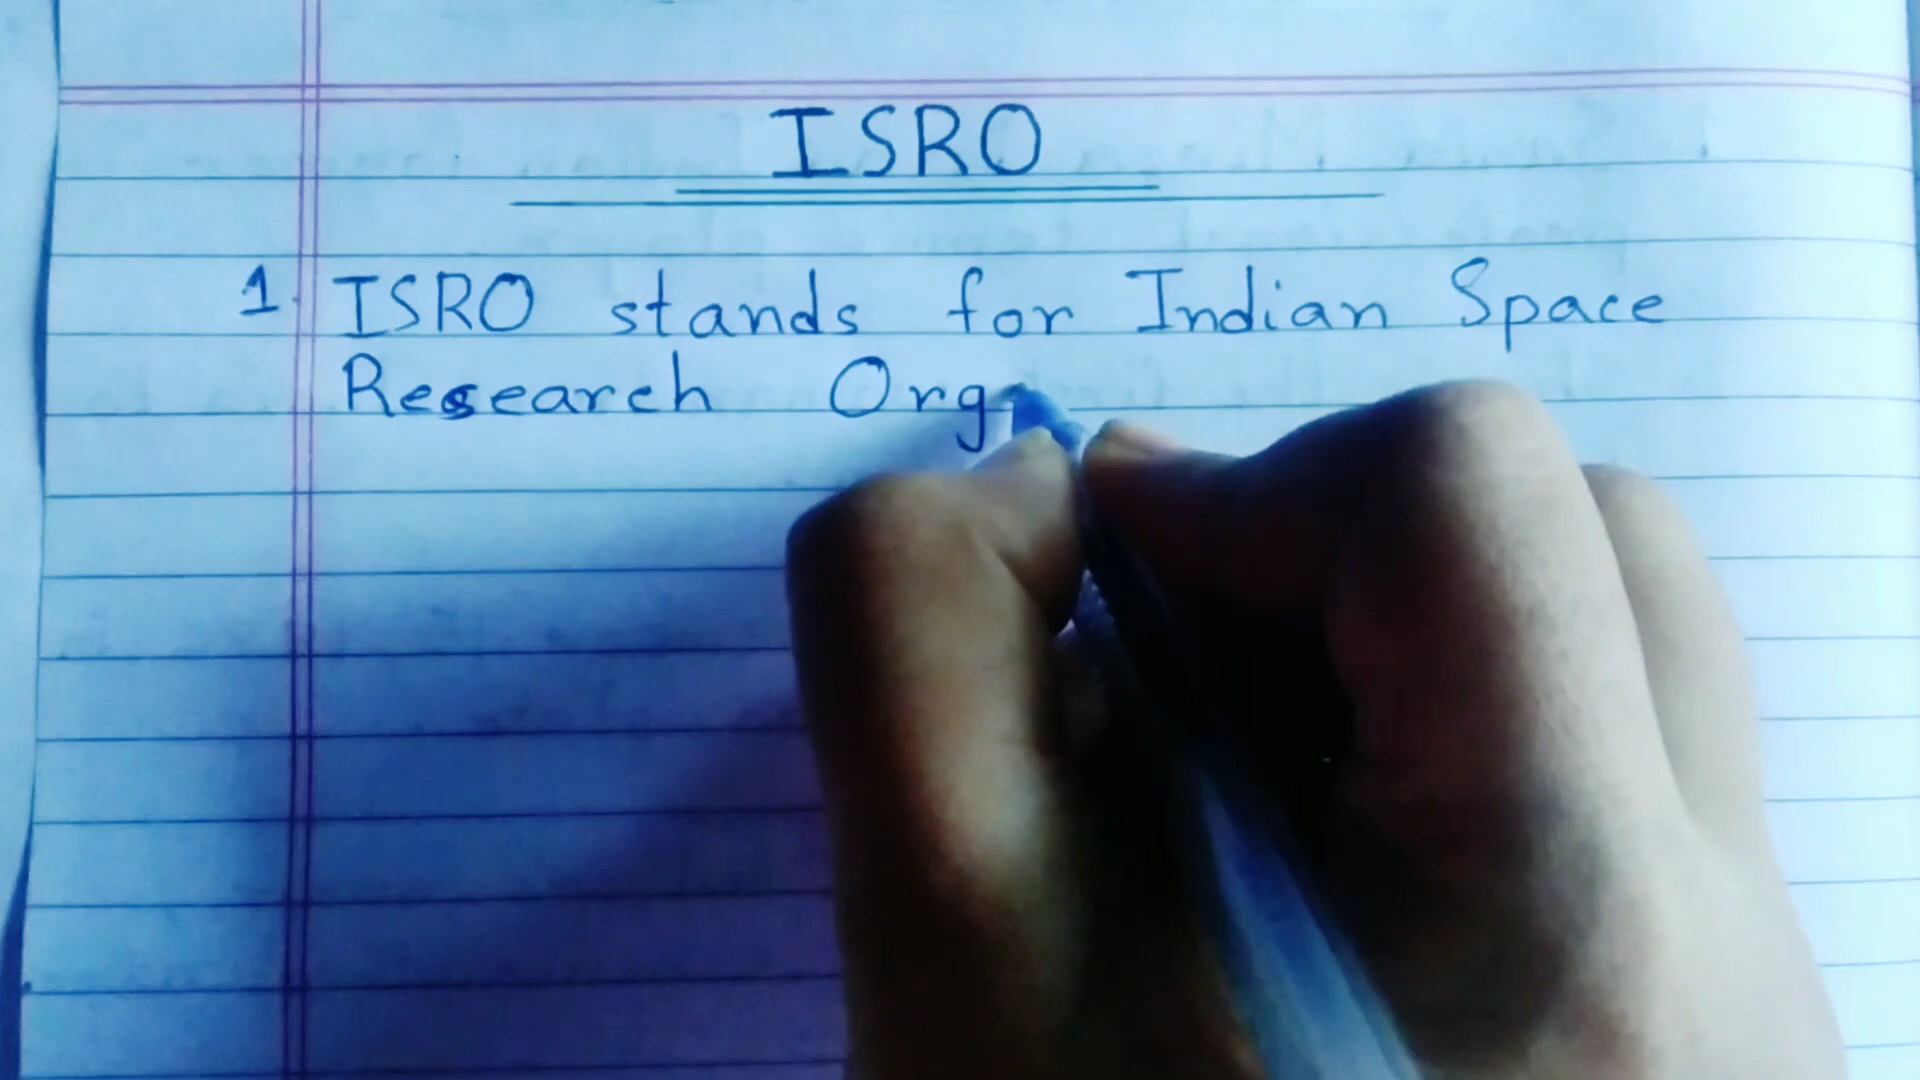 ISRO
1. ISRO stands for Indian Space
Research Org